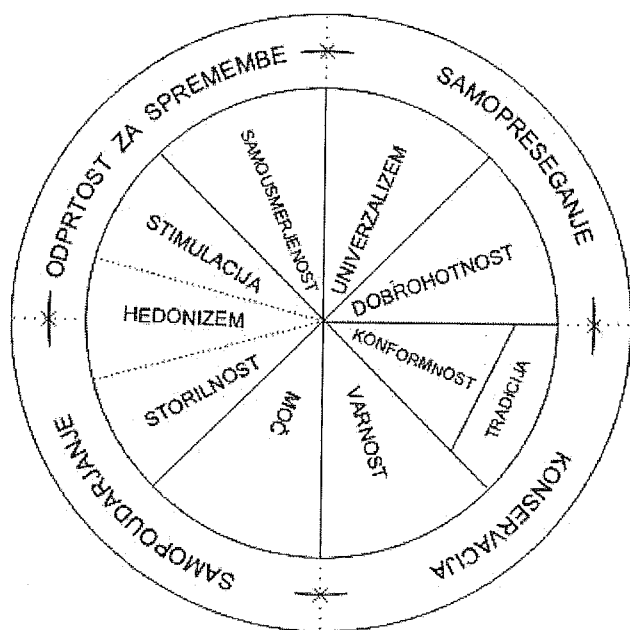 ODPRTOST ZA SPREMEMBE
SAMOPRESEGANJE
SAMOUSMERJENOST
UNIVERZALIZEM
STIMULACIJA
DOBROHOTNOST
HEDONIZEM
KONFORMNOST
TRADICIJA
STORILNOST
MOČ
VARNOST
SAMOPOUDARJANJE
KONSERVACIJA